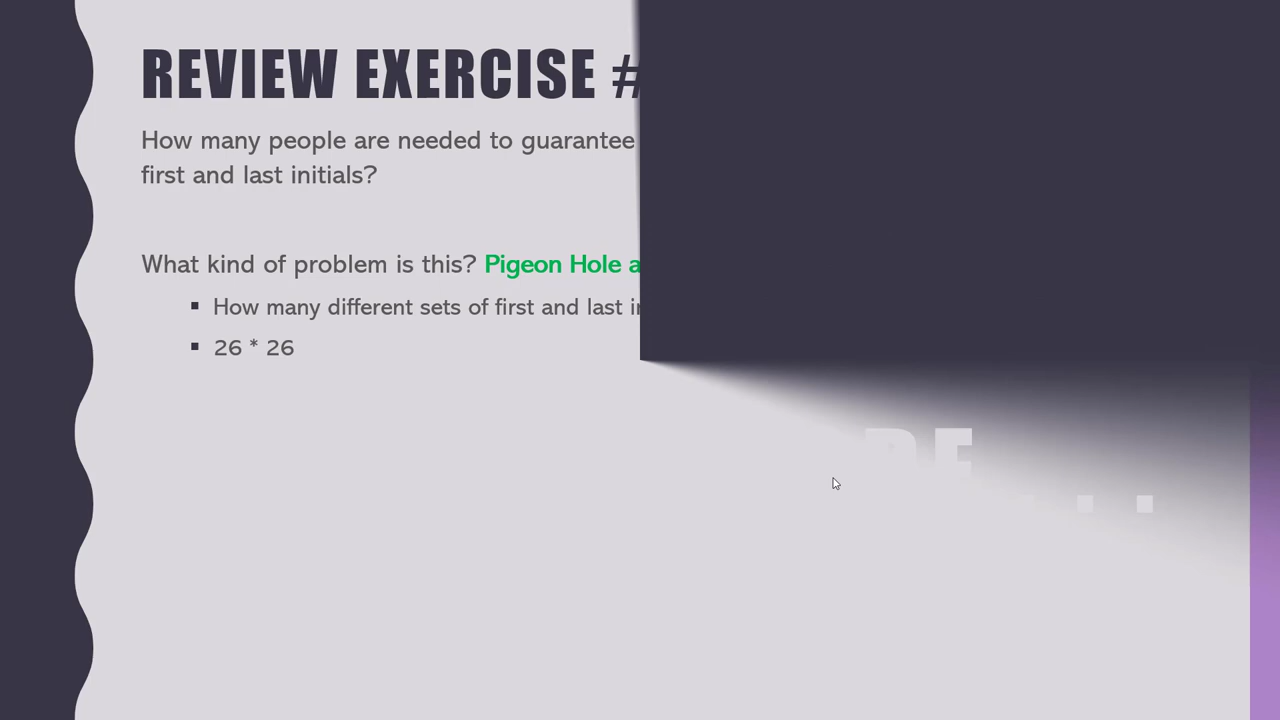 REVIEW EXERCISE #
How many people are needed to guarantee
first and last initials?
What kind of problem is this? Pigeon Hole
How many different sets of first and last
26 * 26